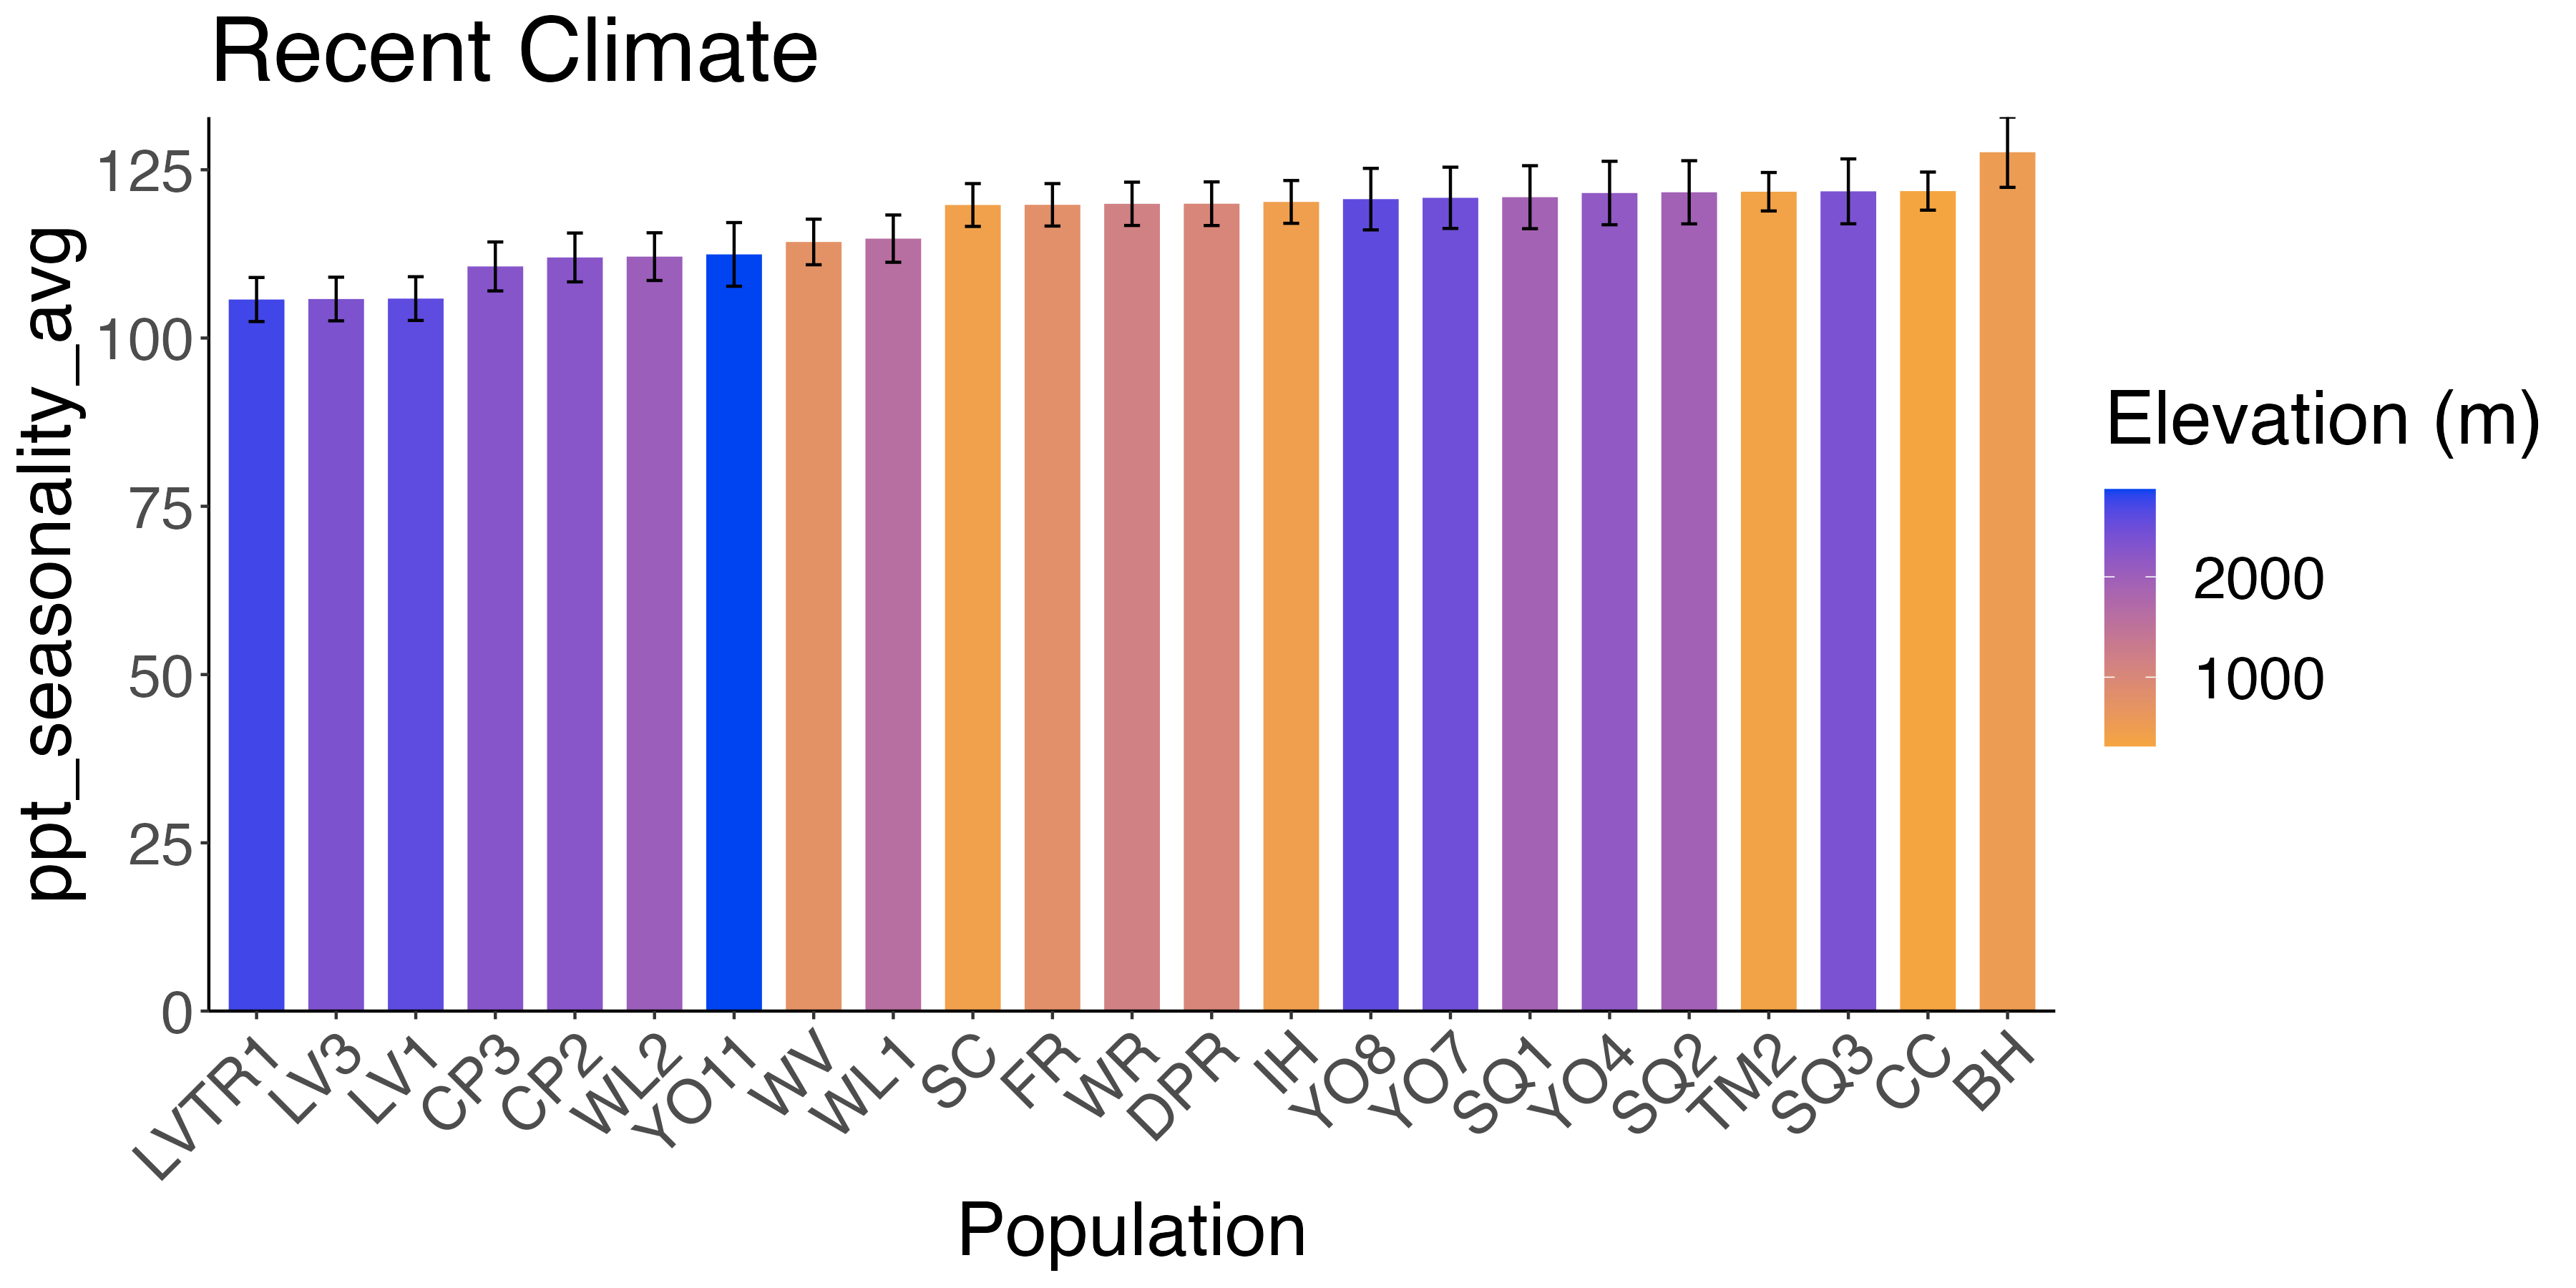 Recent Climate
ppt_seasonality_avg
125
100
75
50
25
0
LVTR1
LV3
LV1
CP3
CP2
WL2
YO11
WV
WL1
SC
FR
WR
DPR
IH
YO8
YO7
SQ1
YO4
SQ2
TM2
SQ3
CC
BH
Population
Elevation (m)
2000
1000